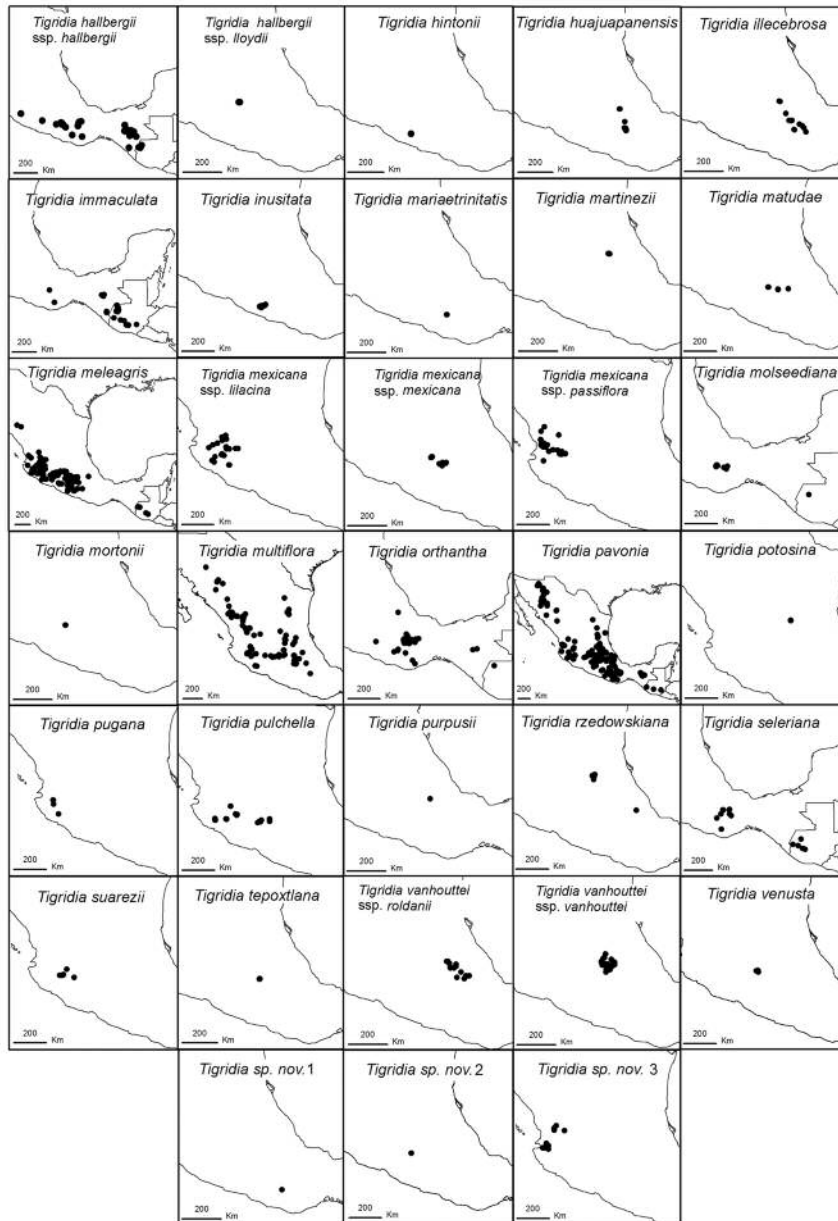 Tigridia hallbergii
ssp. hallbergii
200 Km
Tigridia hallbergii
ssp. lloydii
200 Km
Tigridia hintonii
200 Km
Tigridia huajuapanensis
200 Km
Tigridia illecebrosa
200 Km
Tigridia immaculata
200 Km
Tigridia inusitata
200 Km
Tigridia mariaetrinitatis
200 Km
Tigridia martinezii
200 Km
Tigridia matudae
200 Km
Tigridia meleagris
200 Km
Tigridia mexicana
ssp. lilacina
200 Km
Tigridia mexicana
ssp. mexicana
200 Km
Tigridia mexicana
ssp. passiflora
200 Km
Tigridia molseediana
200 Km
Tigridia mortonii
200 Km
Tigridia multiflora
200 Km
Tigridia orthantha
200 Km
Tigridia pavonia
200 Km
Tigridia potosina
200 Km
Tigridia pugana
200 Km
Tigridia pulchella
200 Km
Tigridia purpusii
200 Km
Tigridia rzedowskiana
200 Km
Tigridia seleriana
200 Km
Tigridia suarezii
200 Km
Tigridia tepoxtlana
200 Km
Tigridia vanhouttei
ssp. roldanii
200 Km
Tigridia vanhouttei
ssp. vanhouttei
200 Km
Tigridia venusta
200 Km
Tigridia sp. nov. 1
200 Km
Tigridia sp. nov. 2
200 Km
Tigridia sp. nov. 3
200 Km